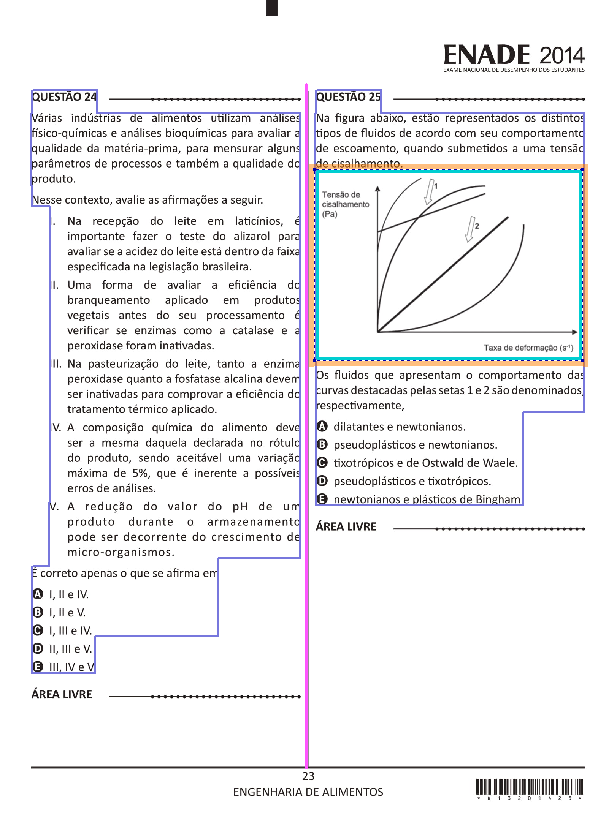 ENADE 2014
EXAME NACIONAL DE DESEMPENHO DOS ESTUDANTES
QUESTÃO 24
Várias indústrias de alimentos utilizam análises
físico-químicas e análises bioquímicas para avaliar a
qualidade da matéria-prima, para mensurar alguns
parâmetros de processos e também a qualidade do
produto.
Nesse contexto, avalie as afirmações a seguir.
I. Na recepção do leite em laticínios, é
importante fazer o teste do alizarol para
avaliar se a acidez do leite está dentro da faixa
especificada na legislação brasileira.
II. Uma forma de avaliar a eficiência do
branqueamento aplicado em produtos
vegetais antes do seu processamento é
verificar se enzimas como a catalase e a
peroxidase foram inativadas.
III. Na pasteurização do leite, tanto a enzima
peroxidase quanto a fosfatase alcalina devem
ser inativadas para comprovar a eficiência do
tratamento térmico aplicado.
IV. A composição química do alimento deve
ser a mesma daquela declarada no rótulo
do produto, sendo aceitável uma variação
máxima de 5%, que é inerente a possíveis
erros de análises.
V. A redução do valor do pH de um
produto durante o armazenamento
pode ser decorrente do crescimento de
micro-organismos.
É correto apenas o que se afirma em
A I, II e IV.
B I, II e V.
C I, III e IV.
D II, III e V.
E III, IV e V
ÁREA LIVRE
QUESTÃO 25
Na figura abaixo, estão representados os distintos
tipos de fluidos de acordo com seu comportamento
de escoamento, quando submetidos a uma tensão
de cisalhamento.
Tensão de
cisalhamento
(Pa)
1
2
Taxa de deformação (s⁻¹)
Os fluidos que apresentam o comportamento das
curvas destacadas pelas setas 1 e 2 são denominados,
respectivamente,
A dilatantes e newtonianos.
B pseudoplásticos e newtonianos.
C tixotrópicos e de Ostwald de Waele.
D pseudoplásticos e tixotrópicos.
E newtonianos e plásticos de Bingham
ÁREA LIVRE
23
ENGENHARIA DE ALIMENTOS